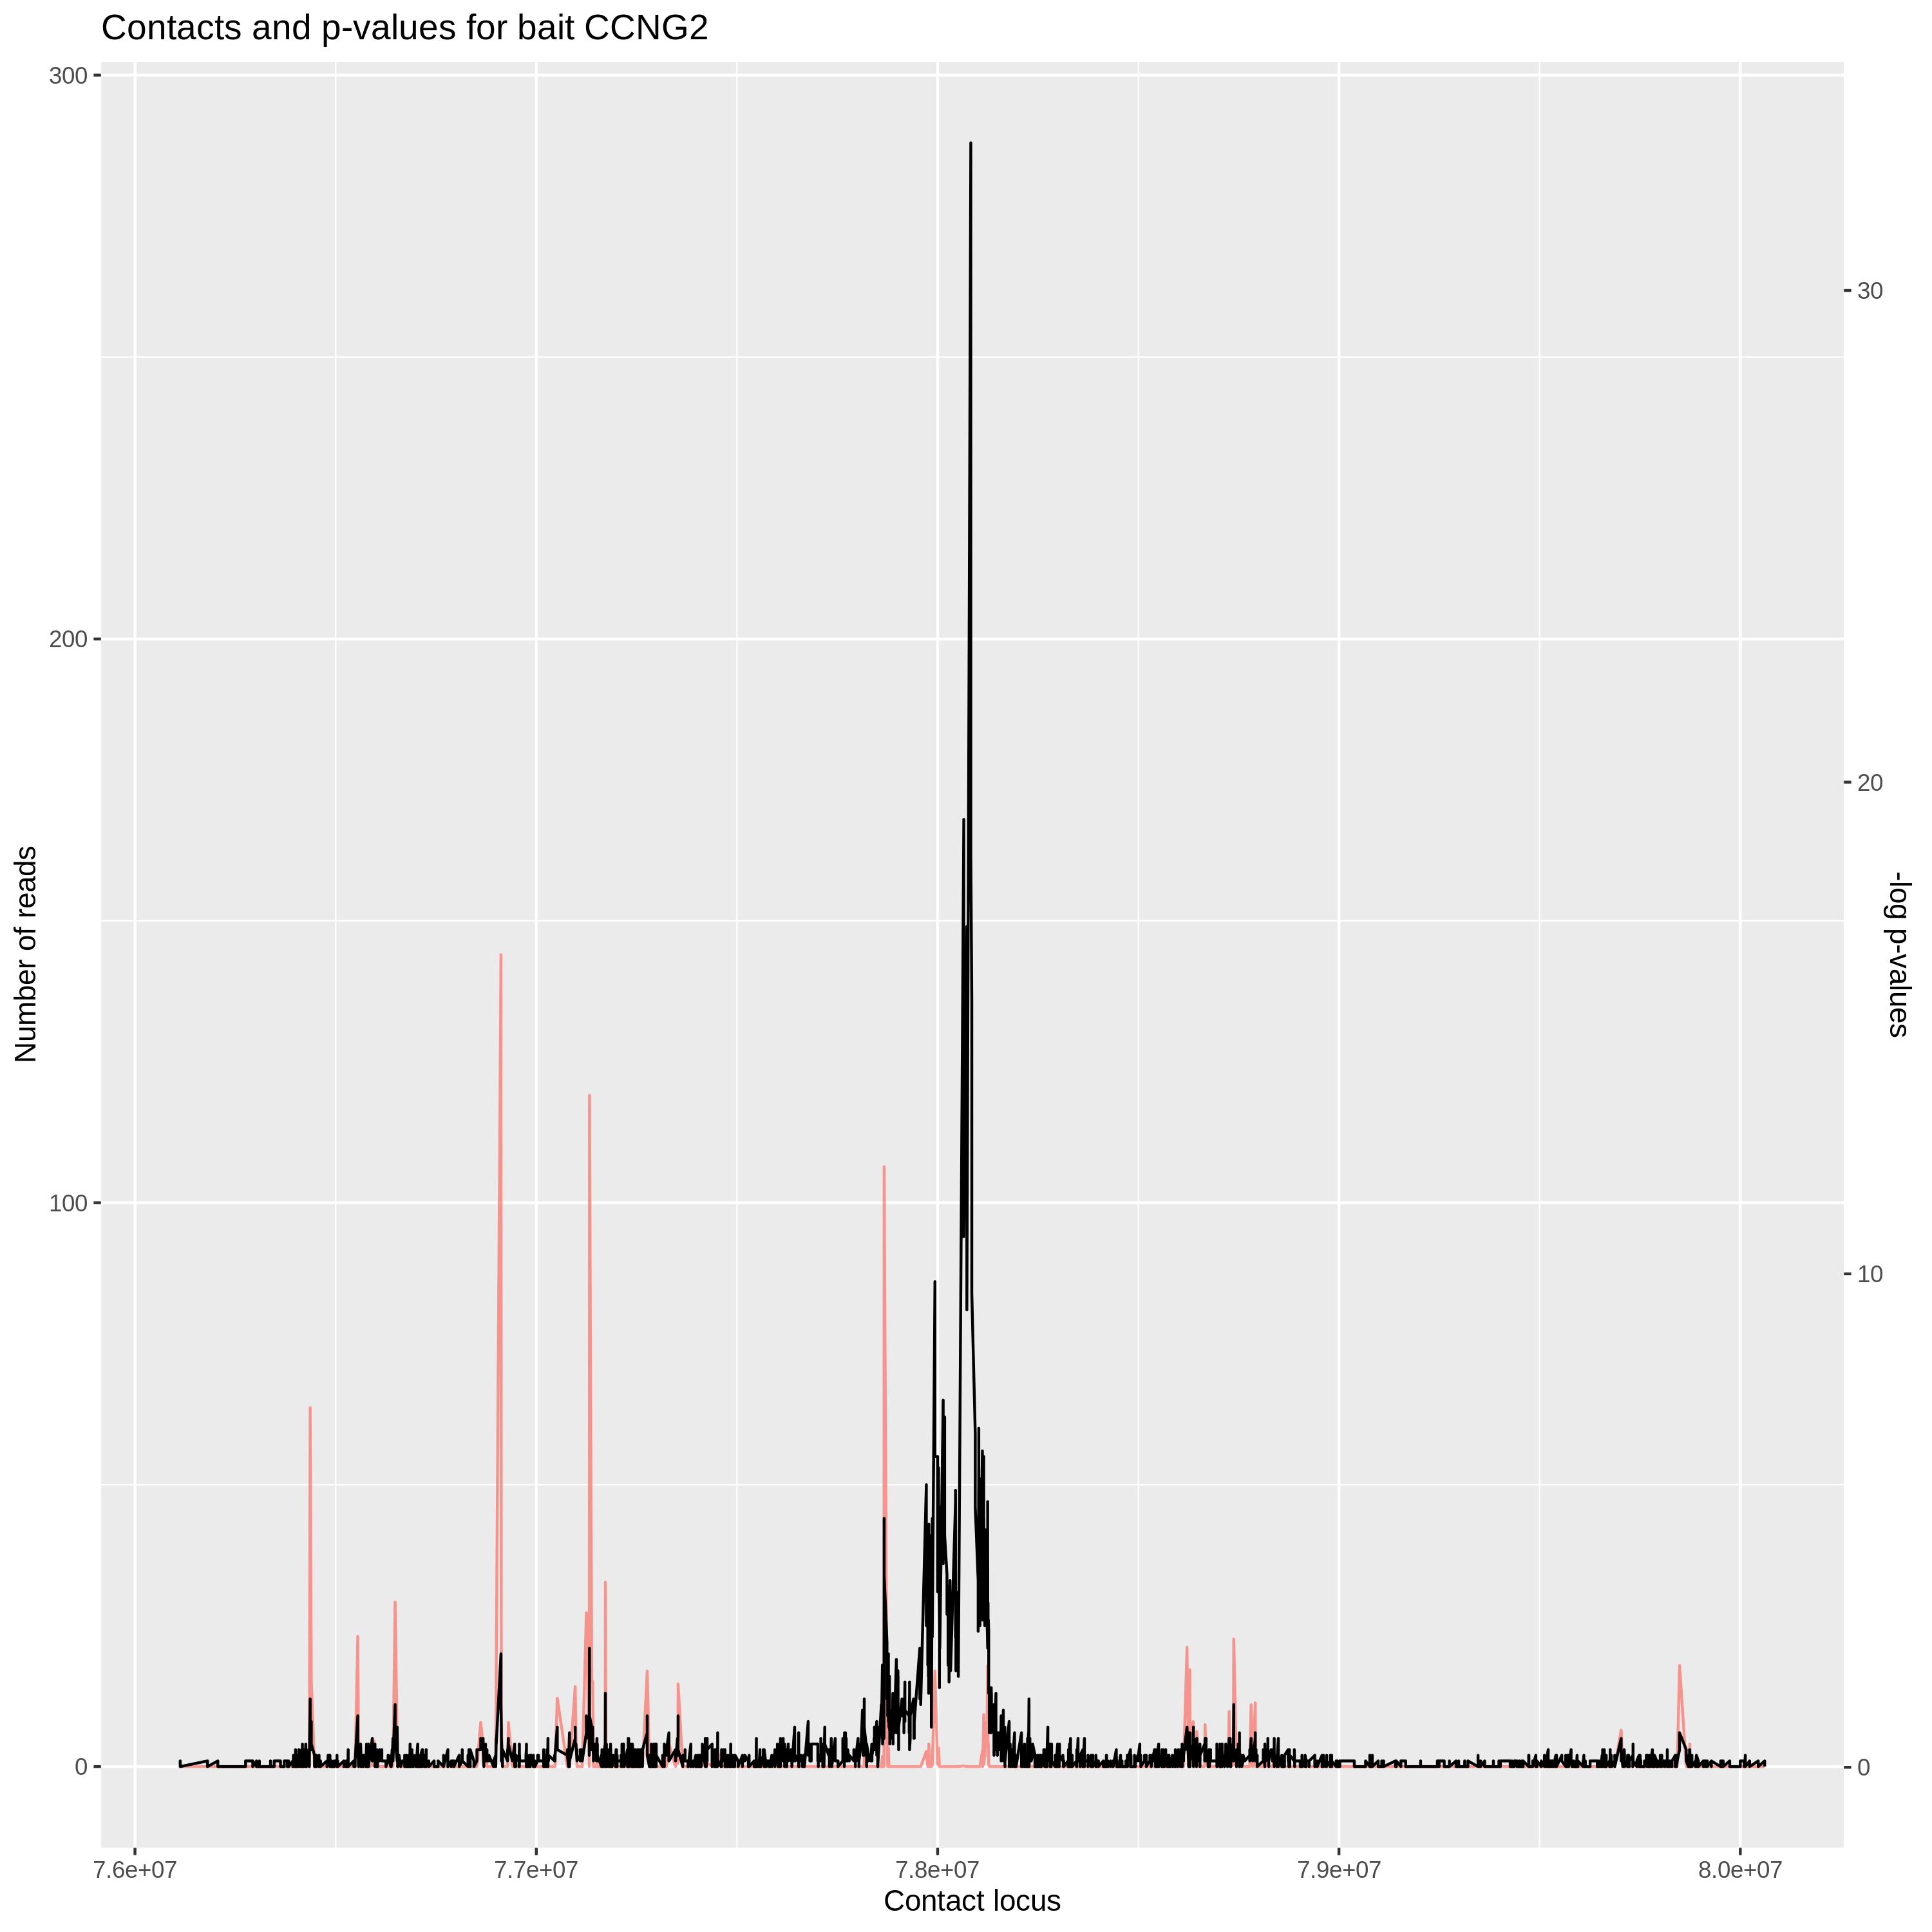 Contacts and p-values for bait CCNG2
300
200
100
0
Number of reads
30
20
10
0
-log p-values
7.6e+07
7.7e+07
7.8e+07
7.9e+07
8.0e+07
Contact locus